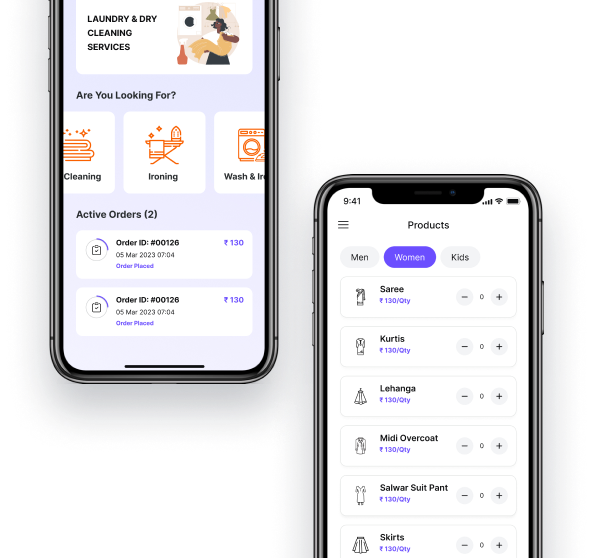 LAUNDRY & DRY
CLEANING
SERVICES
Are You Looking For?
Cleaning
Ironing
Wash & Ir
Active Orders (2)
Order ID: #00126
₹ 130
05 Mar 2023 07:04
Order Placed
Order ID: #00126
₹ 130
05 Mar 2023 07:04
Order Placed
9:41
Products
Men
Women
Kids
Saree
₹ 130/Qty
− 0 +
Kurtis
₹ 130/Qty
− 0 +
Lehanga
₹ 130/Qty
− 0 +
Midi Overcoat
₹ 130/Qty
− 0 +
Salwar Suit Pant
₹ 130/Qty
− 0 +
Skirts
₹ 130/Qty
− 0 +